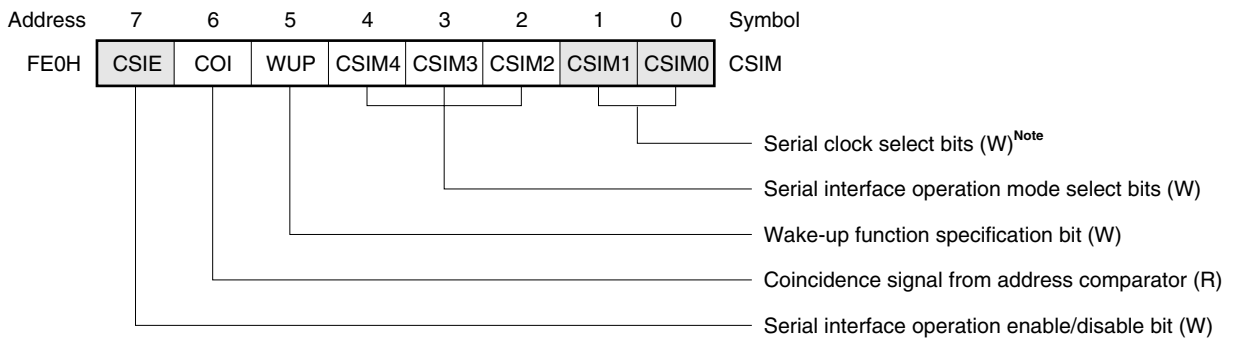 Address 7 6 5 4 3 2 1 0 Symbol
FE0H CSIE COI WUP CSIM4 CSIM3 CSIM2 CSIM1 CSIM0 CSIM
Serial clock select bits (W)Note
Serial interface operation mode select bits (W)
Wake-up function specification bit (W)
Coincidence signal from address comparator (R)
Serial interface operation enable/disable bit (W)